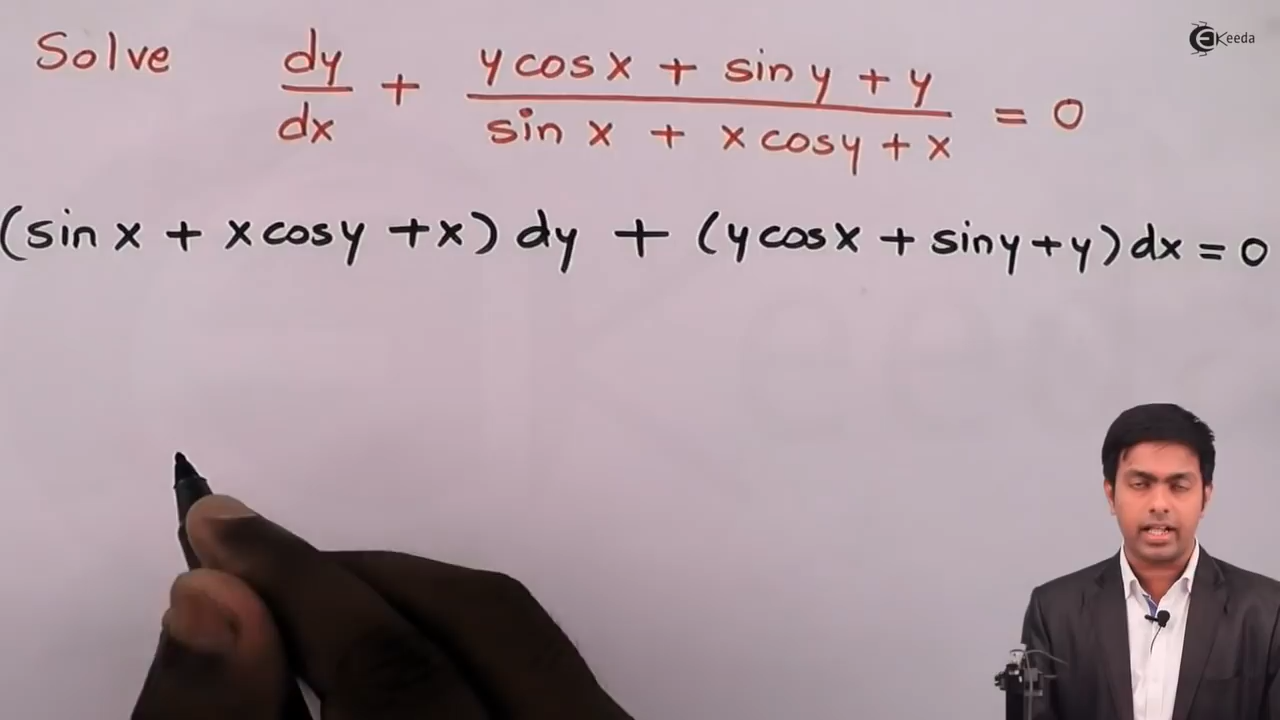 Solve dy/dx + (y cos x + sin y + y)/(sin x + x cos y + x) = 0
Keeda
(sin x + x cos y + x) dy + (y cos x + sin y + y) dx = 0